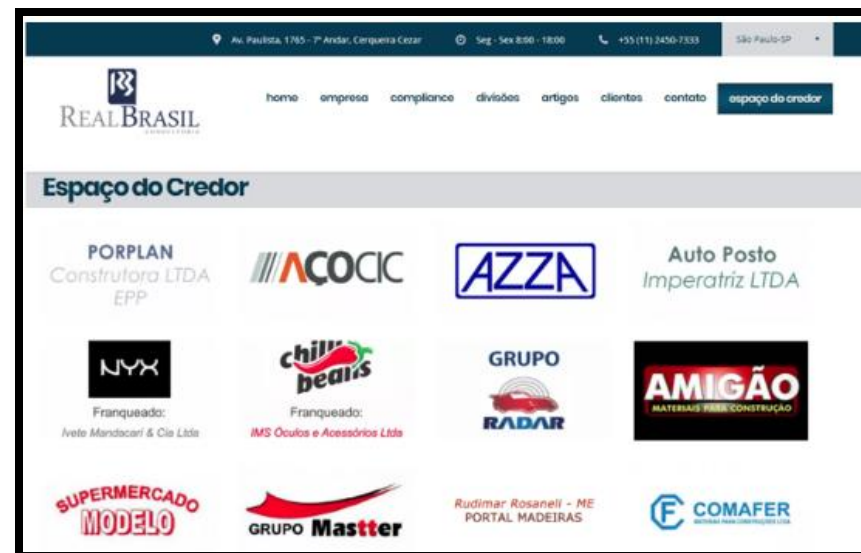 Av. Paulista, 1765 - 7º Andar, Cerqueira Cezar
Seg - Sex 8:00 - 18:00
+55 (11) 2450-7333
São Paulo-SP
R3
REALBRASIL
CONSULTORIA
home empresa compliance divisões artigos clientes contato espaço do credor
Espaço do Credor
PORPLAN
Construtora LTDA
EPP
AÇOCIC
AZZA
Auto Posto
Imperatriz LTDA
NYX
Franqueado:
Ivete Mandacari & Cia Ltda
chilli
beans
Franqueado:
IMS Óculos e Acessórios Ltda
GRUPO
RADAR
AMIGÃO
MATERIAIS PARA CONSTRUÇÃO
SUPERMERCADO
MODELO
GRUPO Mastter
Rudimar Rosaneli - ME
PORTAL MADEIRAS
F COMAFER